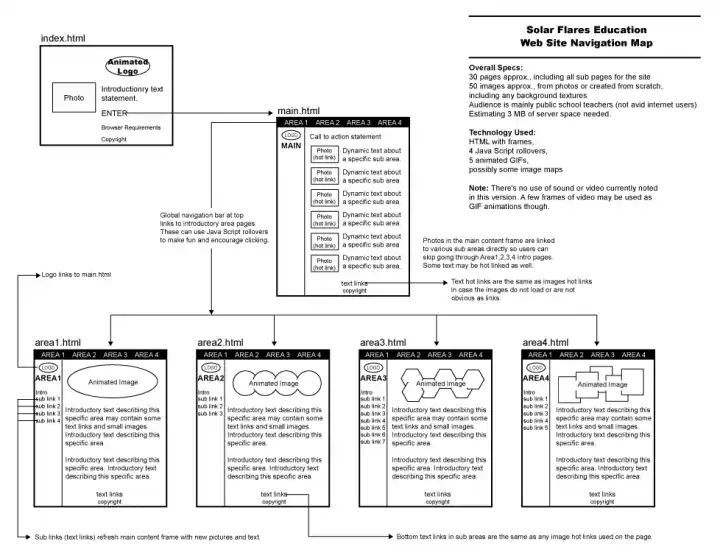 Solar Flares Education
Web Site Navigation Map
Overall Specs:
30 pages approx., including all sub pages for the site
50 images approx., from photos or created from scratch,
including any background textures
Audience is mainly public school teachers (not avid internet users)
Estimating 3 MB of server space needed.
Technology Used:
HTML with frames,
4 Java Script rollovers,
5 animated GIFs,
possibly some image maps
Note: There's no use of sound or video currently noted
in this version. A few frames of video may be used as
GIF animations though.
index.html
Animated
Logo
Photo
Introductionry text
statement.
ENTER
Browser Requirements
Copyright
main.html
AREA 1 AREA 2 AREA 3 AREA 4
LOGO
MAIN
Call to action statement
Photo
(hot link)
Dynamic text about
a specific sub area.
Photo
(hot link)
Dynamic text about
a specific sub area.
Photo
(hot link)
Dynamic text about
a specific sub area.
Photo
(hot link)
Dynamic text about
a specific sub area.
Photo
(hot link)
Dynamic text about
a specific sub area.
Photo
(hot link)
Dynamic text about
a specific sub area.
text links
copyright
Global navigation bar at top
links to introductory area pages.
These can use Java Script rollovers
to make fun and encourage clicking.
Photos in the main content frame are linked
to various sub areas directly so users can
skip going through Area1,2,3,4 intro pages.
Some text may be hot linked as well.
Logo links to main.html
Text hot links are the same as images hot links
in case the images do not load or are not
obvious as links.
area1.html
AREA 1 AREA 2 AREA 3 AREA 4
LOGO
AREA1
Animated Image
Intro
sub link 1
sub link 2
sub link 3
sub link 4
Introductory text describing this
specific area may contain some
text links and small images.
Introductory text describing this
specific area
Introductory text describing this
specific area. Introductory text
describing this specific area.
text links
copyright
area2.html
AREA 1 AREA 2 AREA 3 AREA 4
LOGO
AREA2
Animated Image
Intro
sub link 1
sub link 2
sub link 3
Introductory text describing this
specific area may contain some
text links and small images.
Introductory text describing this
specific area
Introductory text describing this
specific area. Introductory text
describing this specific area.
text links
copyright
area3.html
AREA 1 AREA 2 AREA 3 AREA 4
LOGO
AREA3
Animated Image
Intro
sub link 1
sub link 2
sub link 3
sub link 4
sub link 5
sub link 6
sub link 7
Introductory text describing this
specific area may contain some
text links and small images.
Introductory text describing this
specific area
Introductory text describing this
specific area. Introductory text
describing this specific area.
text links
copyright
area4.html
AREA 1 AREA 2 AREA 3 AREA 4
LOGO
AREA4
Animated Image
Intro
sub link 1
sub link 2
sub link 3
sub link 4
sub link 5
Introductory text describing this
specific area may contain some
text links and small images.
Introductory text describing this
specific area
Introductory text describing this
specific area. Introductory text
describing this specific area.
text links
copyright
Sub links (text links) refresh main content frame with new pictures and text.
Bottom text links in sub areas are the same as any image hot links used on the page.